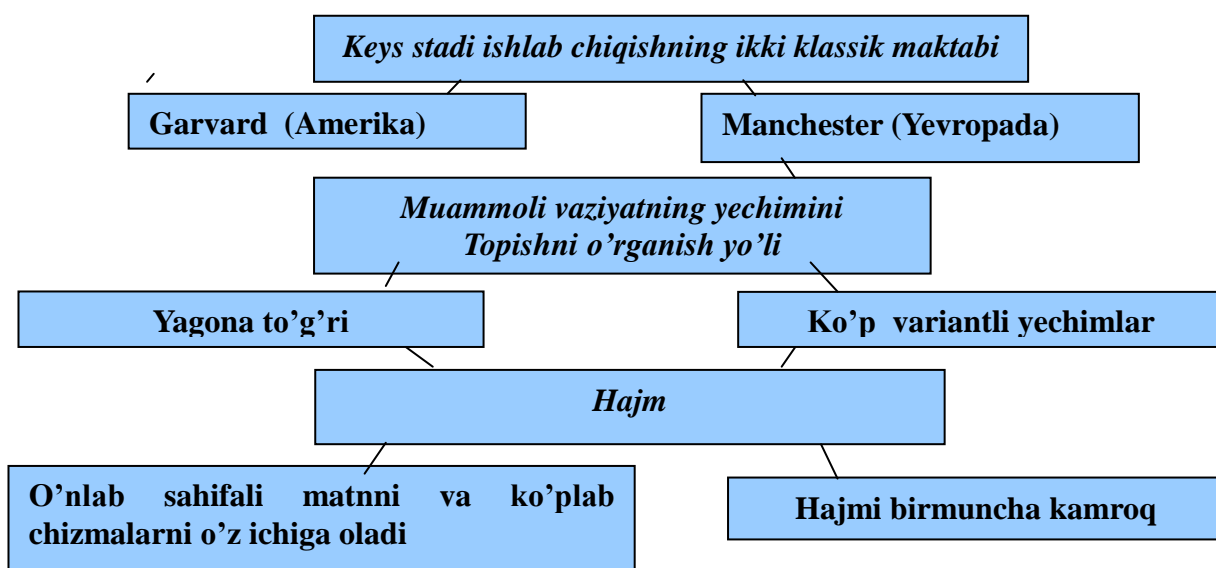 Keys stadi ishlab chiqishning ikki klassik maktabi
Garvard (Amerika)
Manchester (Yevropada)
Muammoli vaziyatning yechimini
Topishni o’rganish yo’li
Yagona to’g’ri
Ko’p variantli yechimlar
Hajm
O’nlab sahifali matnni va ko’plab
chizmalarni o’z ichiga oladi
Hajmi birmuncha kamroq